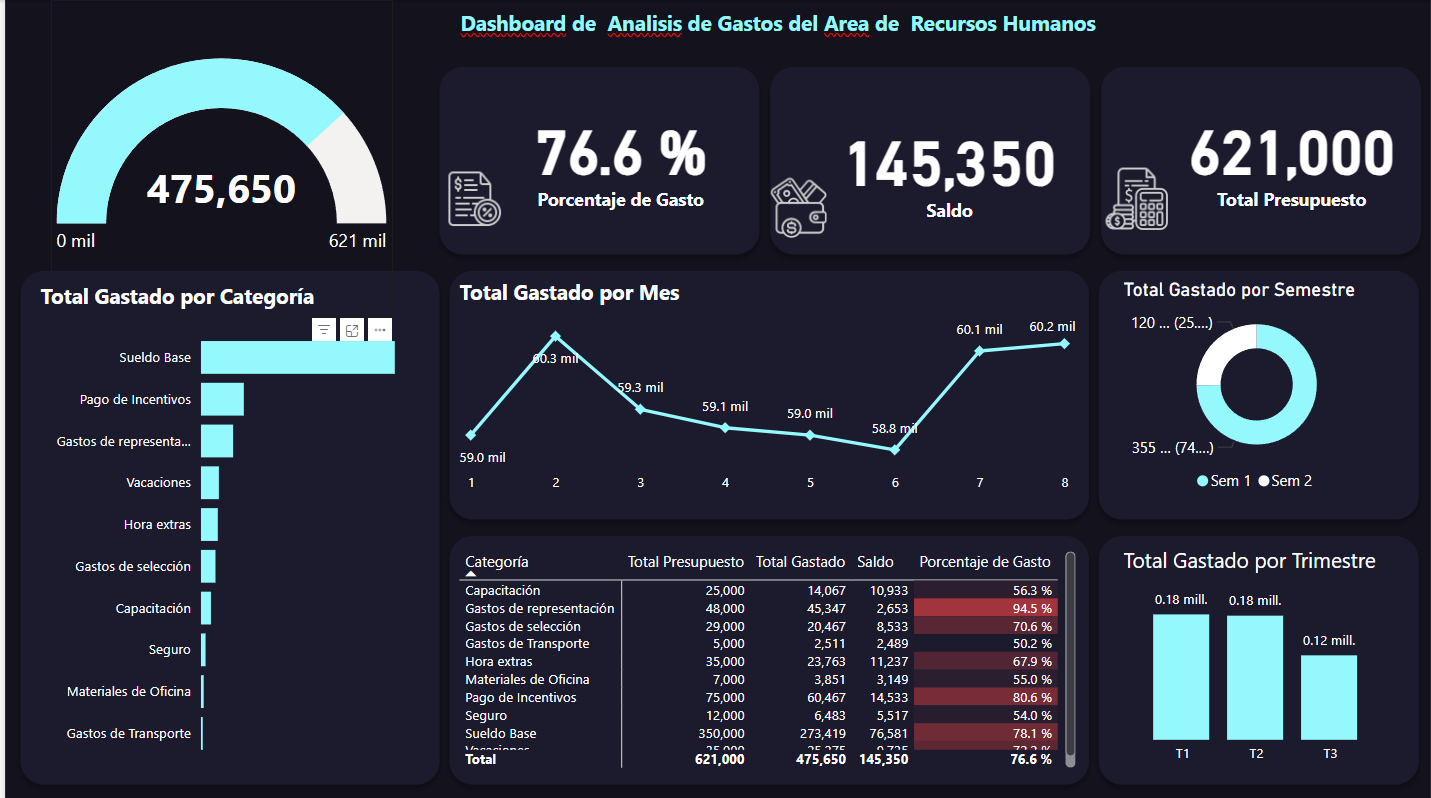 Dashboard de Analisis de Gastos del Area de Recursos Humanos
475,650
0 mil
621 mil
76.6 %
Porcentaje de Gasto
145,350
Saldo
621,000
Total Presupuesto
Total Gastado por Categoría
Sueldo Base
Pago de Incentivos
Gastos de representa...
Vacaciones
Hora extras
Gastos de selección
Capacitación
Seguro
Materiales de Oficina
Gastos de Transporte
Total Gastado por Mes
59.0 mil
60.3 mil
59.3 mil
59.1 mil
59.0 mil
58.8 mil
60.1 mil
60.2 mil
1 2 3 4 5 6 7 8
Total Gastado por Semestre
120 ... (25....)
355 ... (74....)
Sem 1 Sem 2
Categoría Total Presupuesto Total Gastado Saldo Porcentaje de Gasto
Capacitación 25,000 14,067 10,933 56.3 %
Gastos de representación 48,000 45,347 2,653 94.5 %
Gastos de selección 29,000 20,467 8,533 70.6 %
Gastos de Transporte 5,000 2,511 2,489 50.2 %
Hora extras 35,000 23,763 11,237 67.9 %
Materiales de Oficina 7,000 3,851 3,149 55.0 %
Pago de Incentivos 75,000 60,467 14,533 80.6 %
Seguro 12,000 6,483 5,517 54.0 %
Sueldo Base 350,000 273,419 76,581 78.1 %
Total 621,000 475,650 145,350 76.6 %
Total Gastado por Trimestre
0.18 mill.
0.18 mill.
0.12 mill.
T1 T2 T3